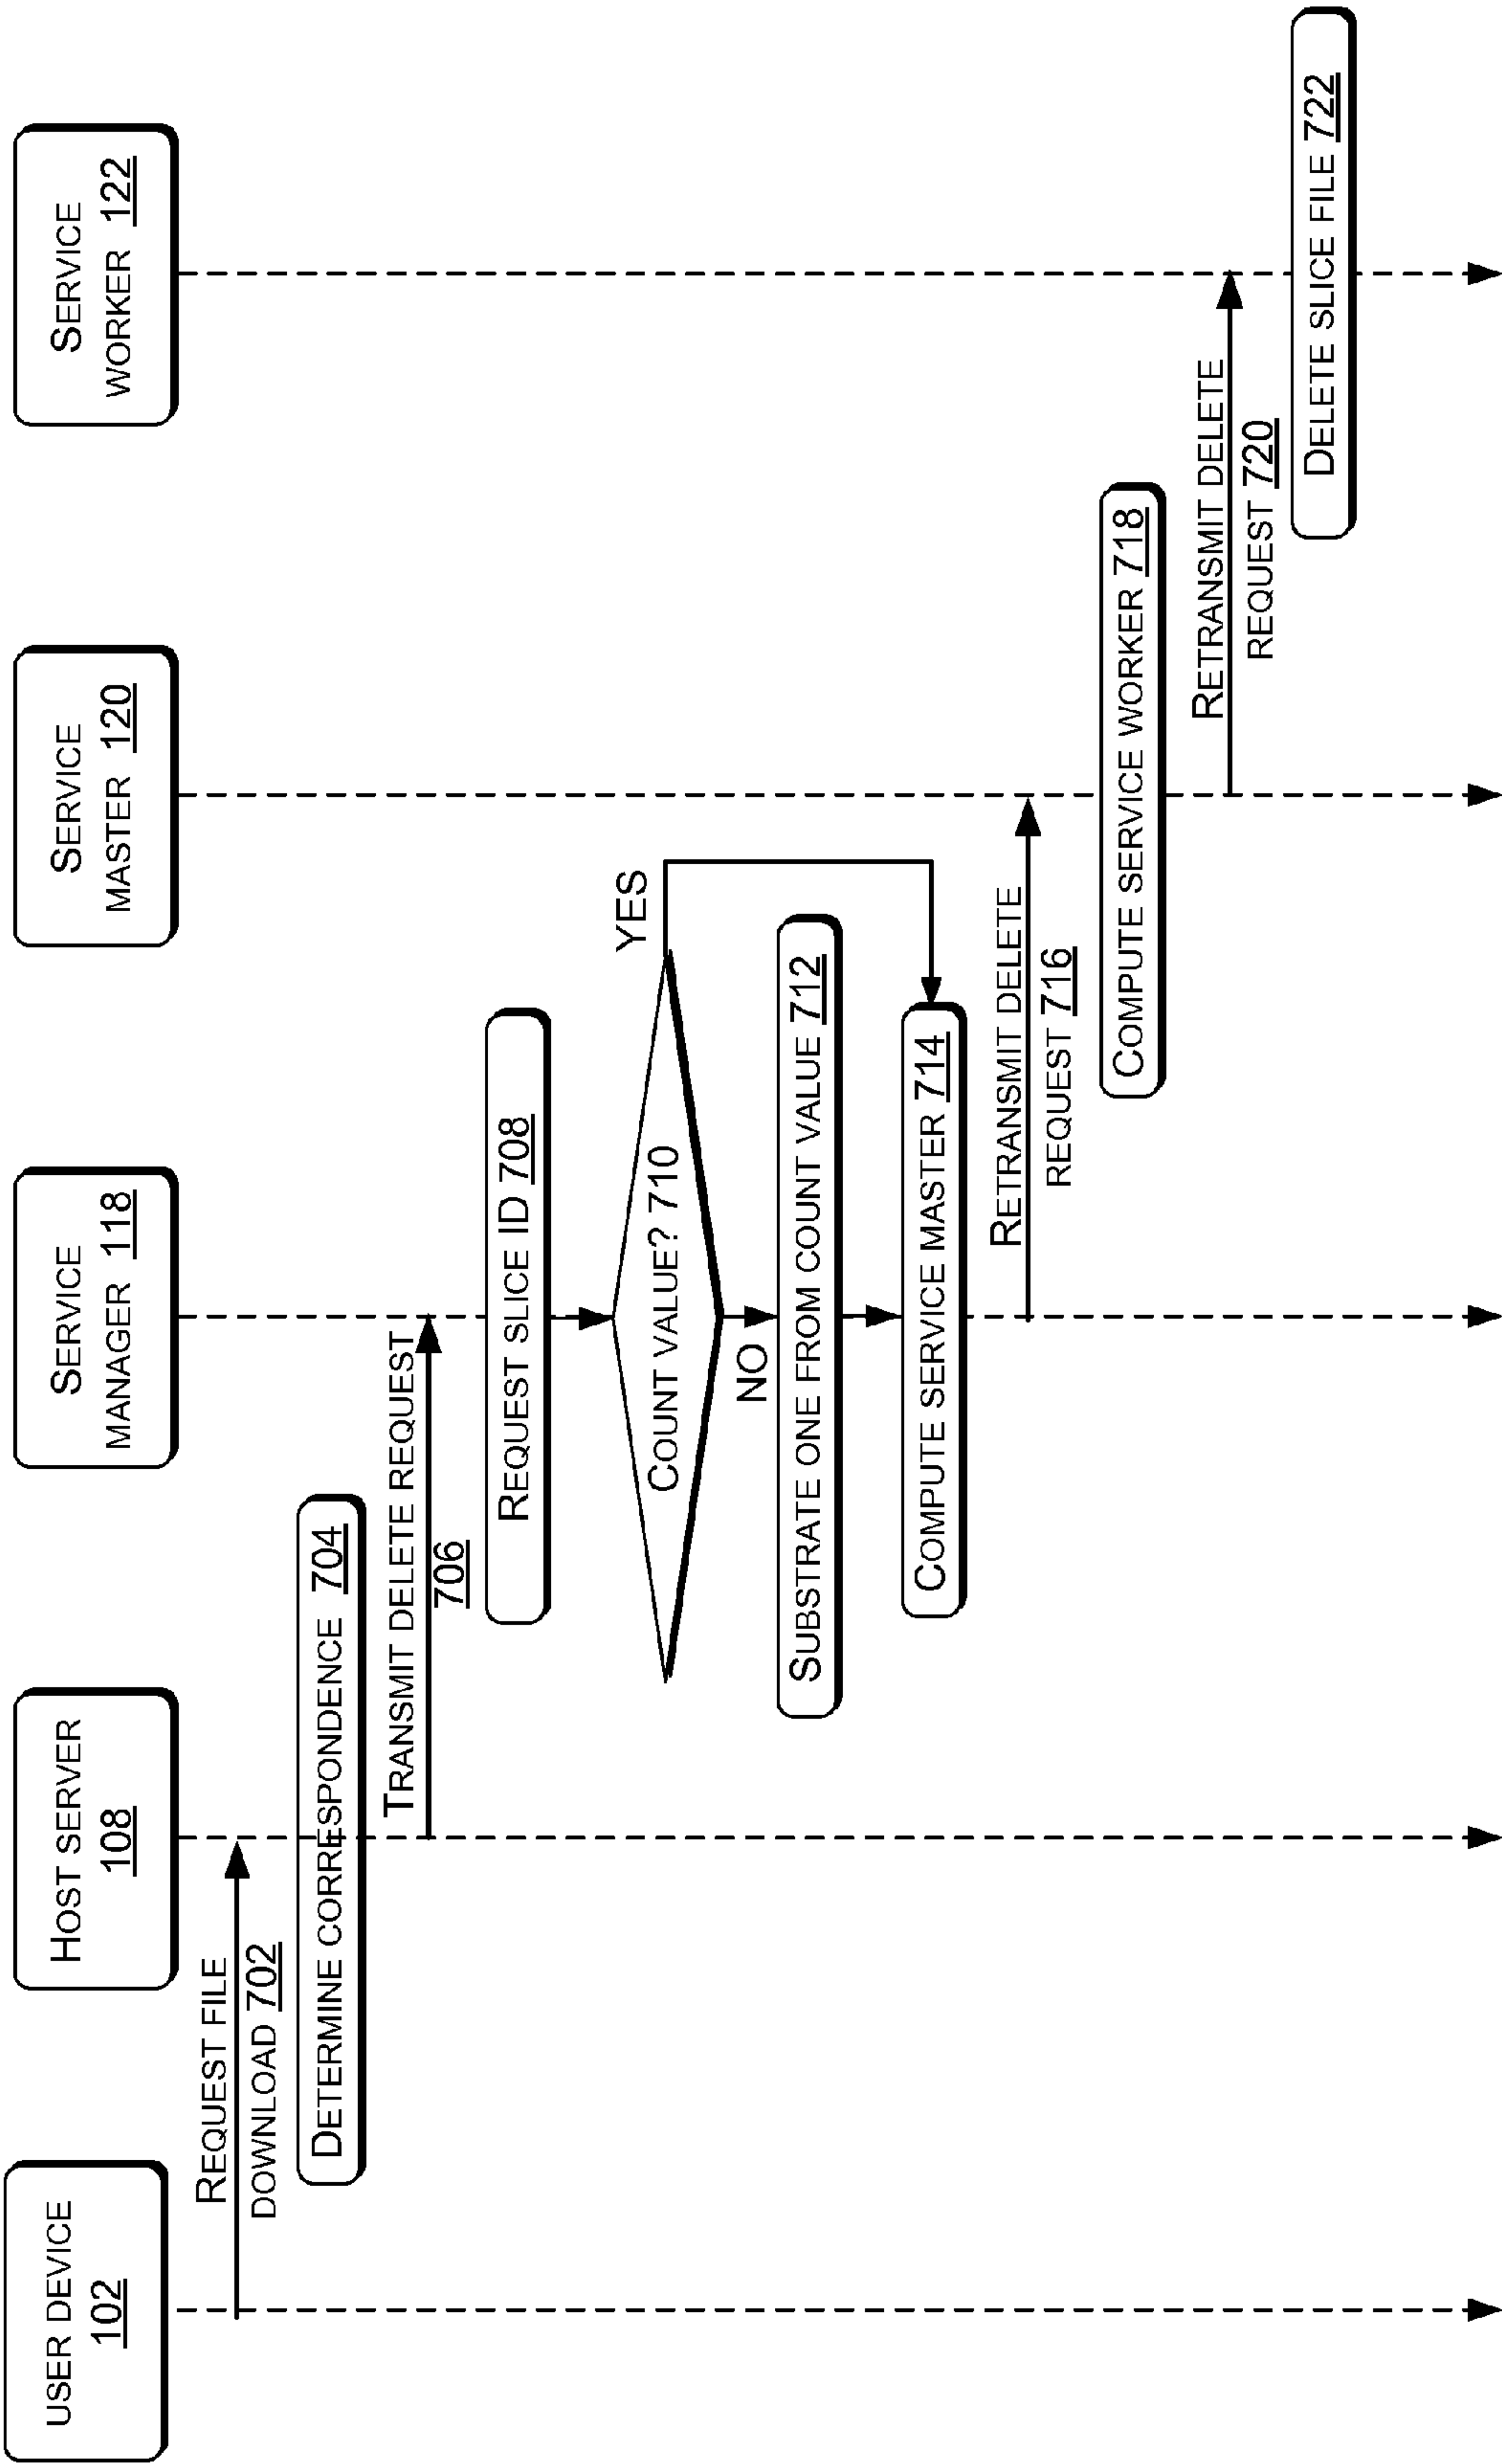 USER DEVICE
102
HOST SERVER
108
SERVICE
MANAGER 118
SERVICE
MASTER 120
SERVICE
WORKER 122
REQUEST FILE
DOWNLOAD 702
DETERMINE CORRESPONDENCE 704
TRANSMIT DELETE REQUEST
706
REQUEST SLICE ID 708
COUNT VALUE? 710
YES
NO
SUBSTRATE ONE FROM COUNT VALUE 712
COMPUTE SERVICE MASTER 714
RETRANSMIT DELETE
REQUEST 716
COMPUTE SERVICE WORKER 718
RETRANSMIT DELETE
REQUEST 720
DELETE SLICE FILE 722